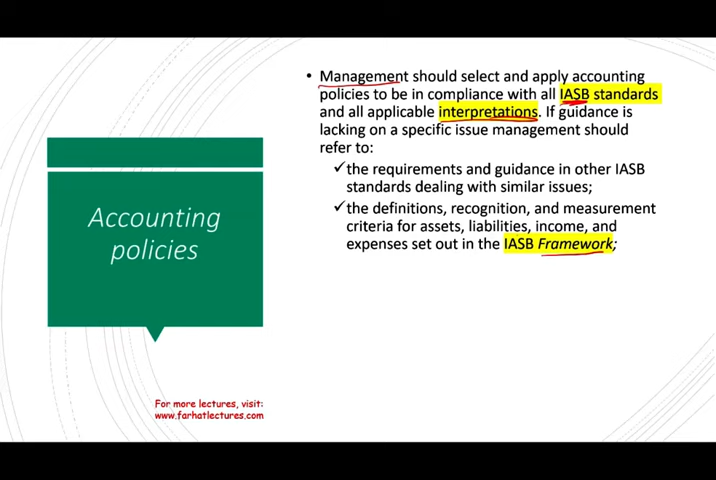 Accounting
policies
• Management should select and apply accounting
policies to be in compliance with all IASB standards
and all applicable interpretations. If guidance is
lacking on a specific issue management should
refer to:
✓the requirements and guidance in other IASB
standards dealing with similar issues;
✓the definitions, recognition, and measurement
criteria for assets, liabilities, income, and
expenses set out in the IASB Framework;
For more lectures, visit:
www.farhatlectures.com